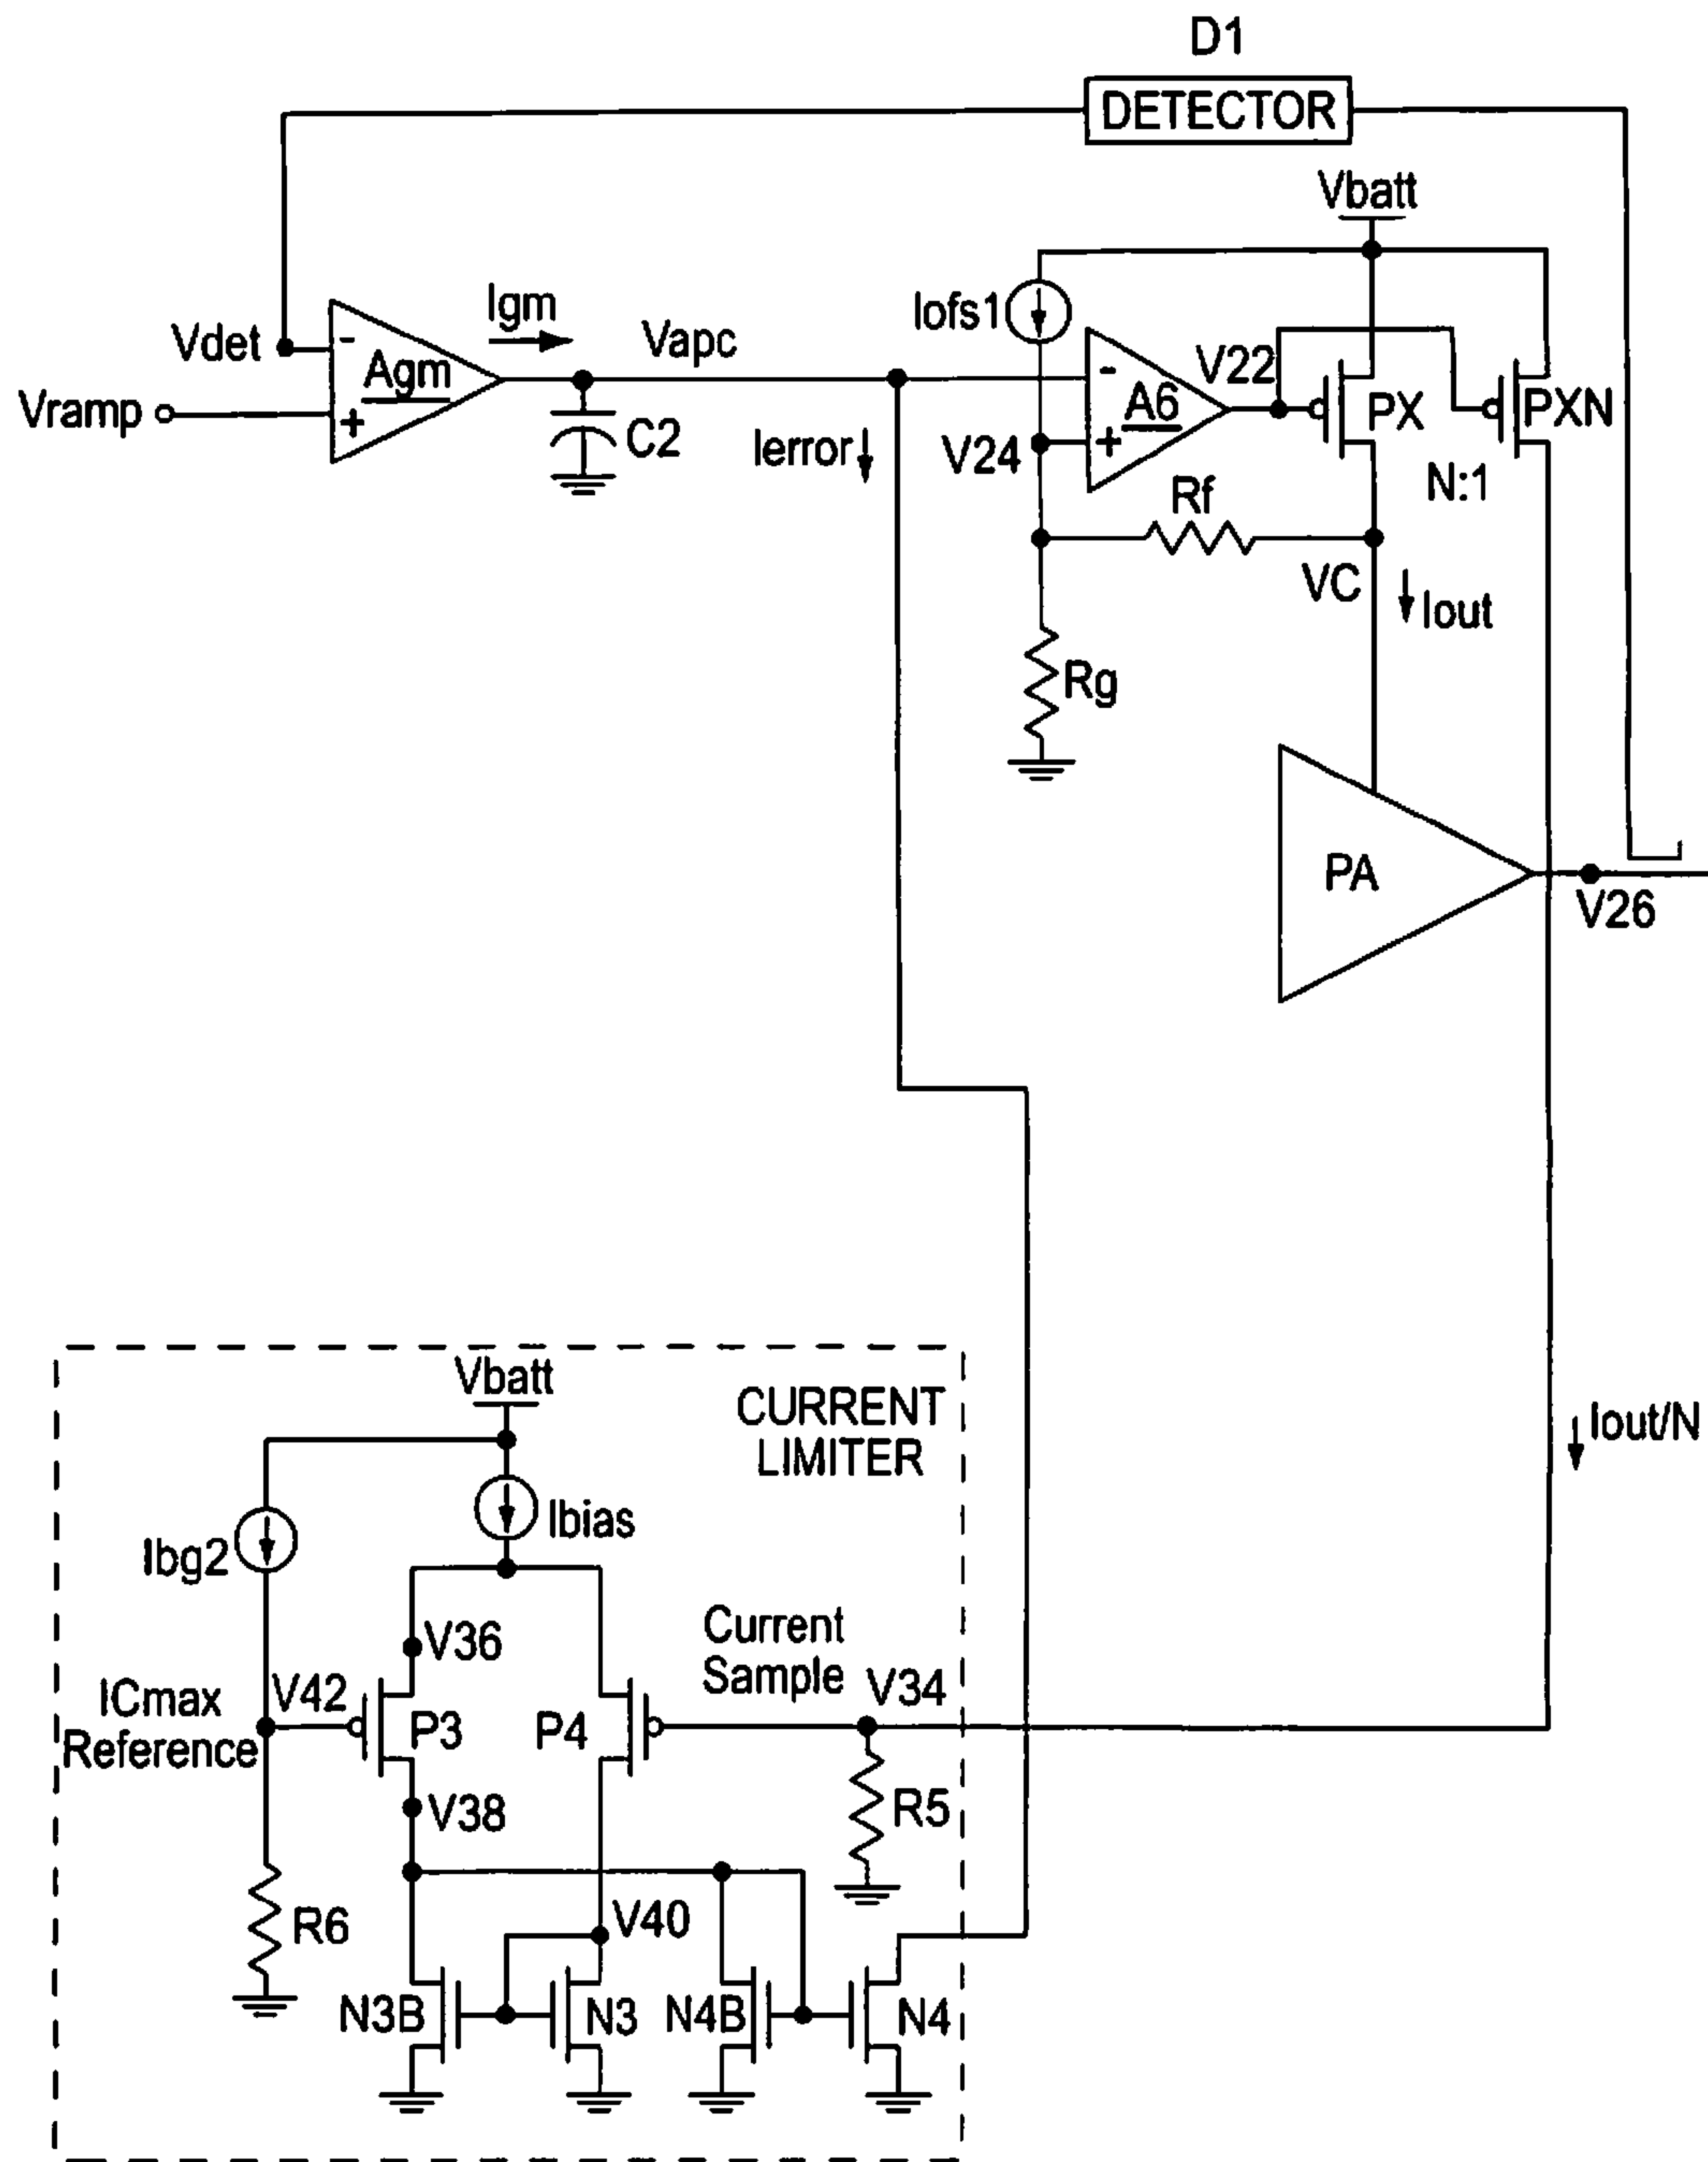 D1
DETECTOR
Vbatt
Igm
Iofs1
Vdet
-
Agm
Vapc
-
V22
Vramp
+
C2
Ierror
V24
+
A6
PX
PXN
N:1
Rf
VC
Iout
Rg
PA
V26
Vbatt
CURRENT
LIMITER
Iout/N
Ibias
Ibg2
V36
Current
Sample
V34
ICmax
Reference
V42
P3
P4
V38
R5
R6
V40
N3B
N3
N4B
N4